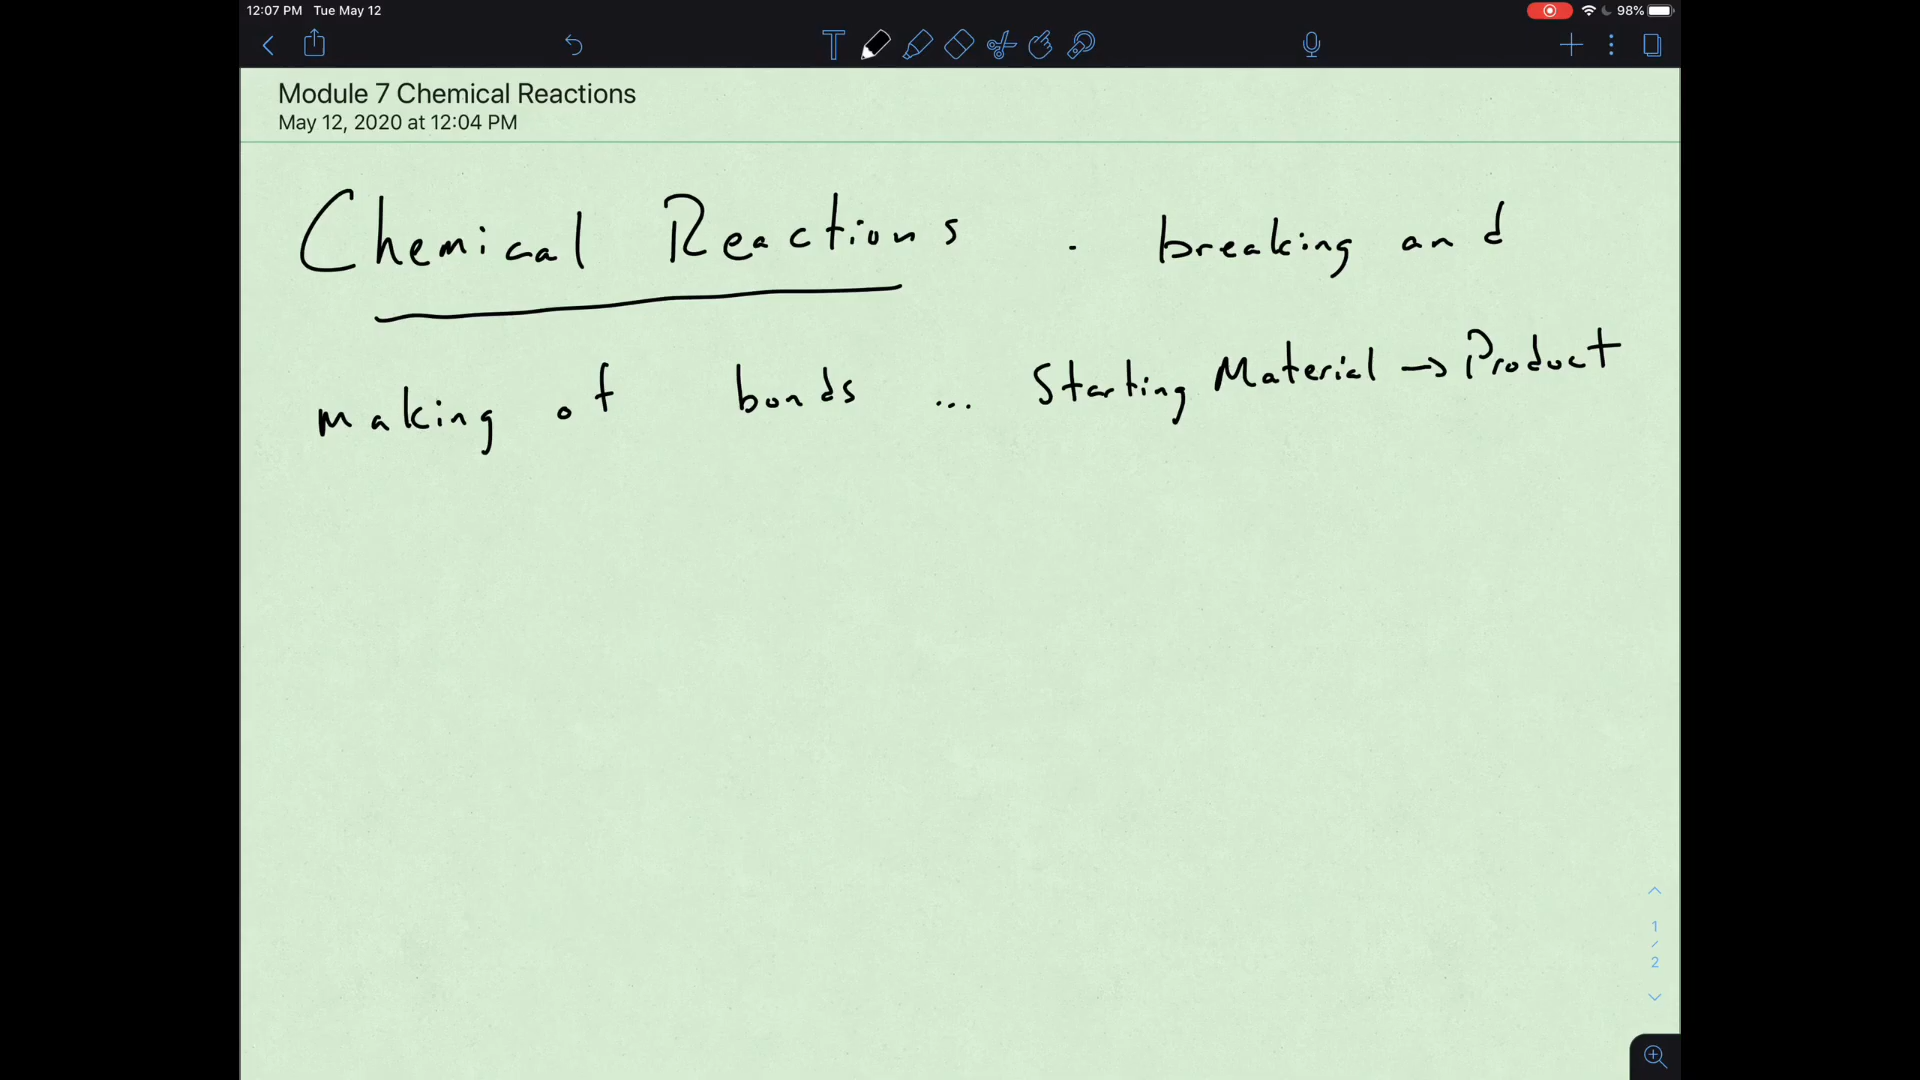 12:07 PM Tue May 12 98%
Module 7 Chemical Reactions
May 12, 2020 at 12:04 PM
Chemical Reactions . breaking and
making of bonds ... Starting Material → Product
1
/
2